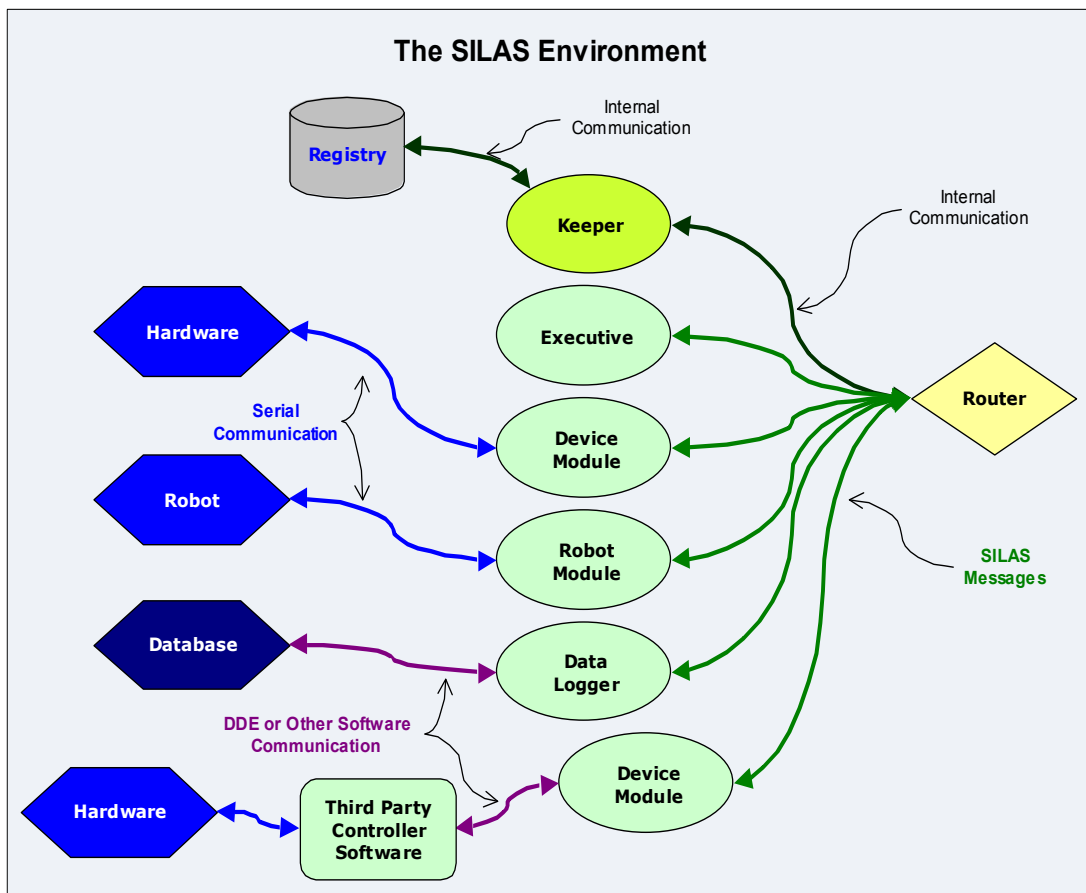 The SILAS Environment
Internal
Communication
Registry
Keeper
Internal
Communication
Hardware
Executive
Router
Serial
Communication
Device
Module
Robot
Robot
Module
SILAS
Messages
Database
Data
Logger
DDE or Other Software
Communication
Device
Module
Hardware
Third Party
Controller
Software